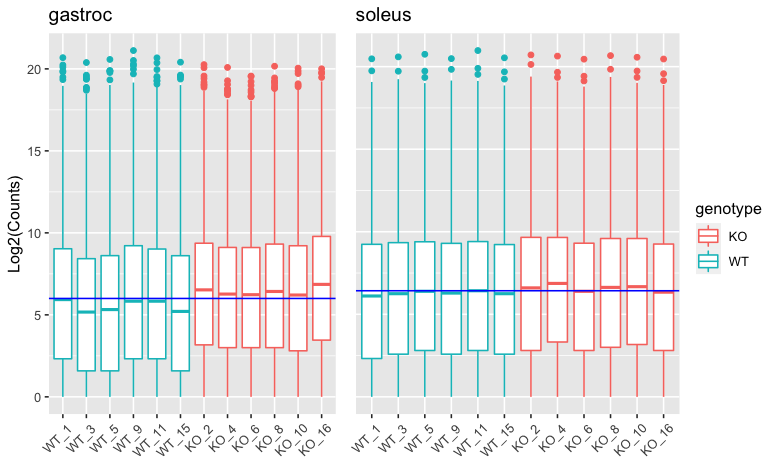 gastroc
soleus
Log2(Counts)
20
15
10
5
0
WT_1
WT_3
WT_5
WT_9
WT_11
WT_15
KO_2
KO_4
KO_6
KO_8
KO_10
KO_16
WT_1
WT_3
WT_5
WT_9
WT_11
WT_15
KO_2
KO_4
KO_6
KO_8
KO_10
KO_16
genotype
KO
WT